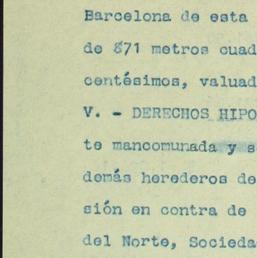 Barcelona de esta
de 871 metros cuad
centésimos, valuad
V. - DERECHOS HIPO
te mancomunada y s
demás herederos de
sión en contra de
del Norte, Socieda